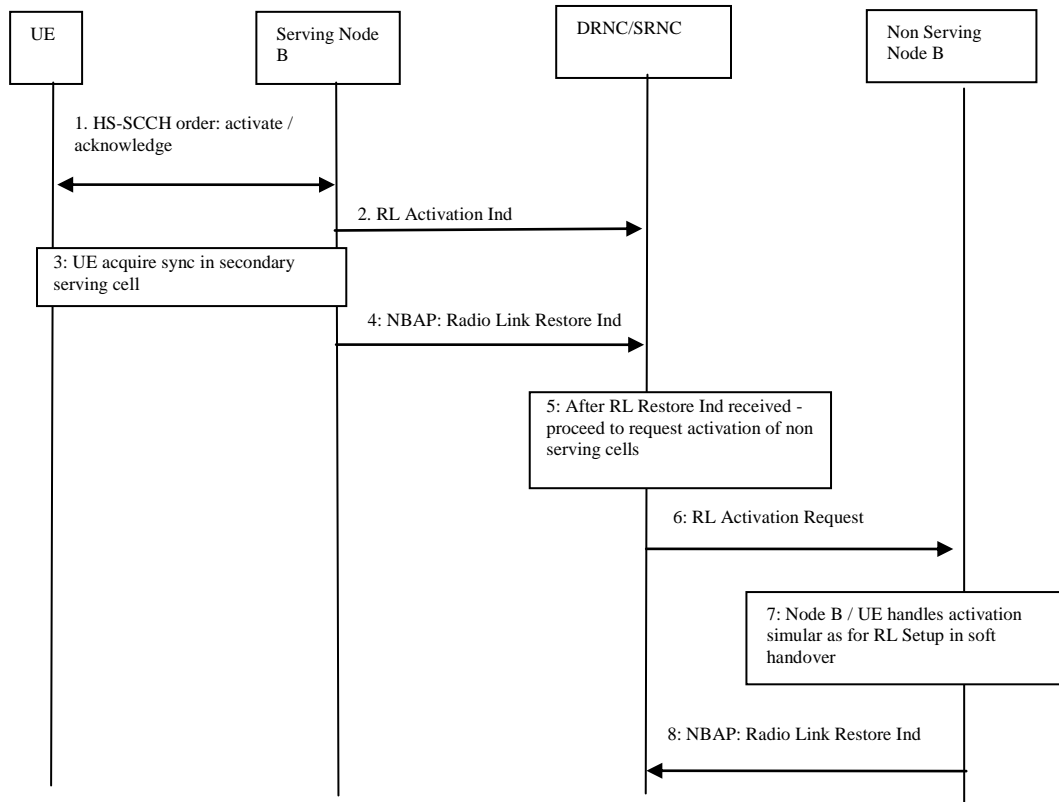 UE
Serving Node
B
DRNC/SRNC
Non Serving
Node B
1. HS-SCCH order: activate /
acknowledge
2. RL Activation Ind
3: UE acquire sync in secondary
serving cell
4: NBAP: Radio Link Restore Ind
5: After RL Restore Ind received -
proceed to request activation of non
serving cells
6: RL Activation Request
7: Node B / UE handles activation
simular as for RL Setup in soft
handover
8: NBAP: Radio Link Restore Ind